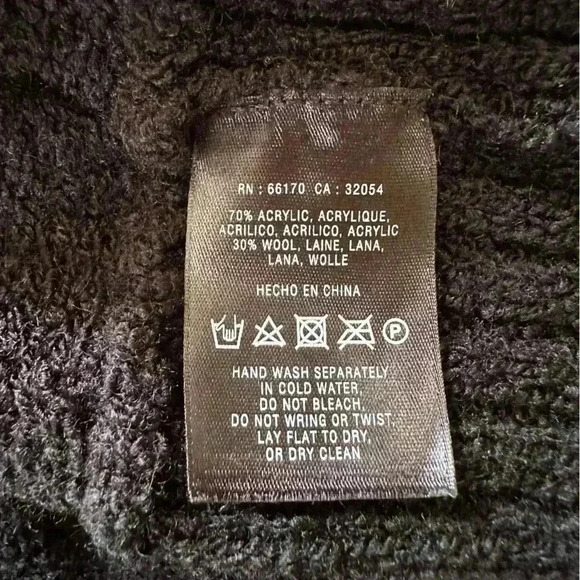 RN : 66170 CA : 32054
70% ACRYLIC, ACRYLIQUE,
ACRILICO, ACRILICO, ACRYLIC
30% WOOL, LAINE, LANA,
LANA, WOLLE
HECHO EN CHINA
P
HAND WASH SEPARATELY
IN COLD WATER,
DO NOT BLEACH,
DO NOT WRING OR TWIST,
LAY FLAT TO DRY,
OR DRY CLEAN